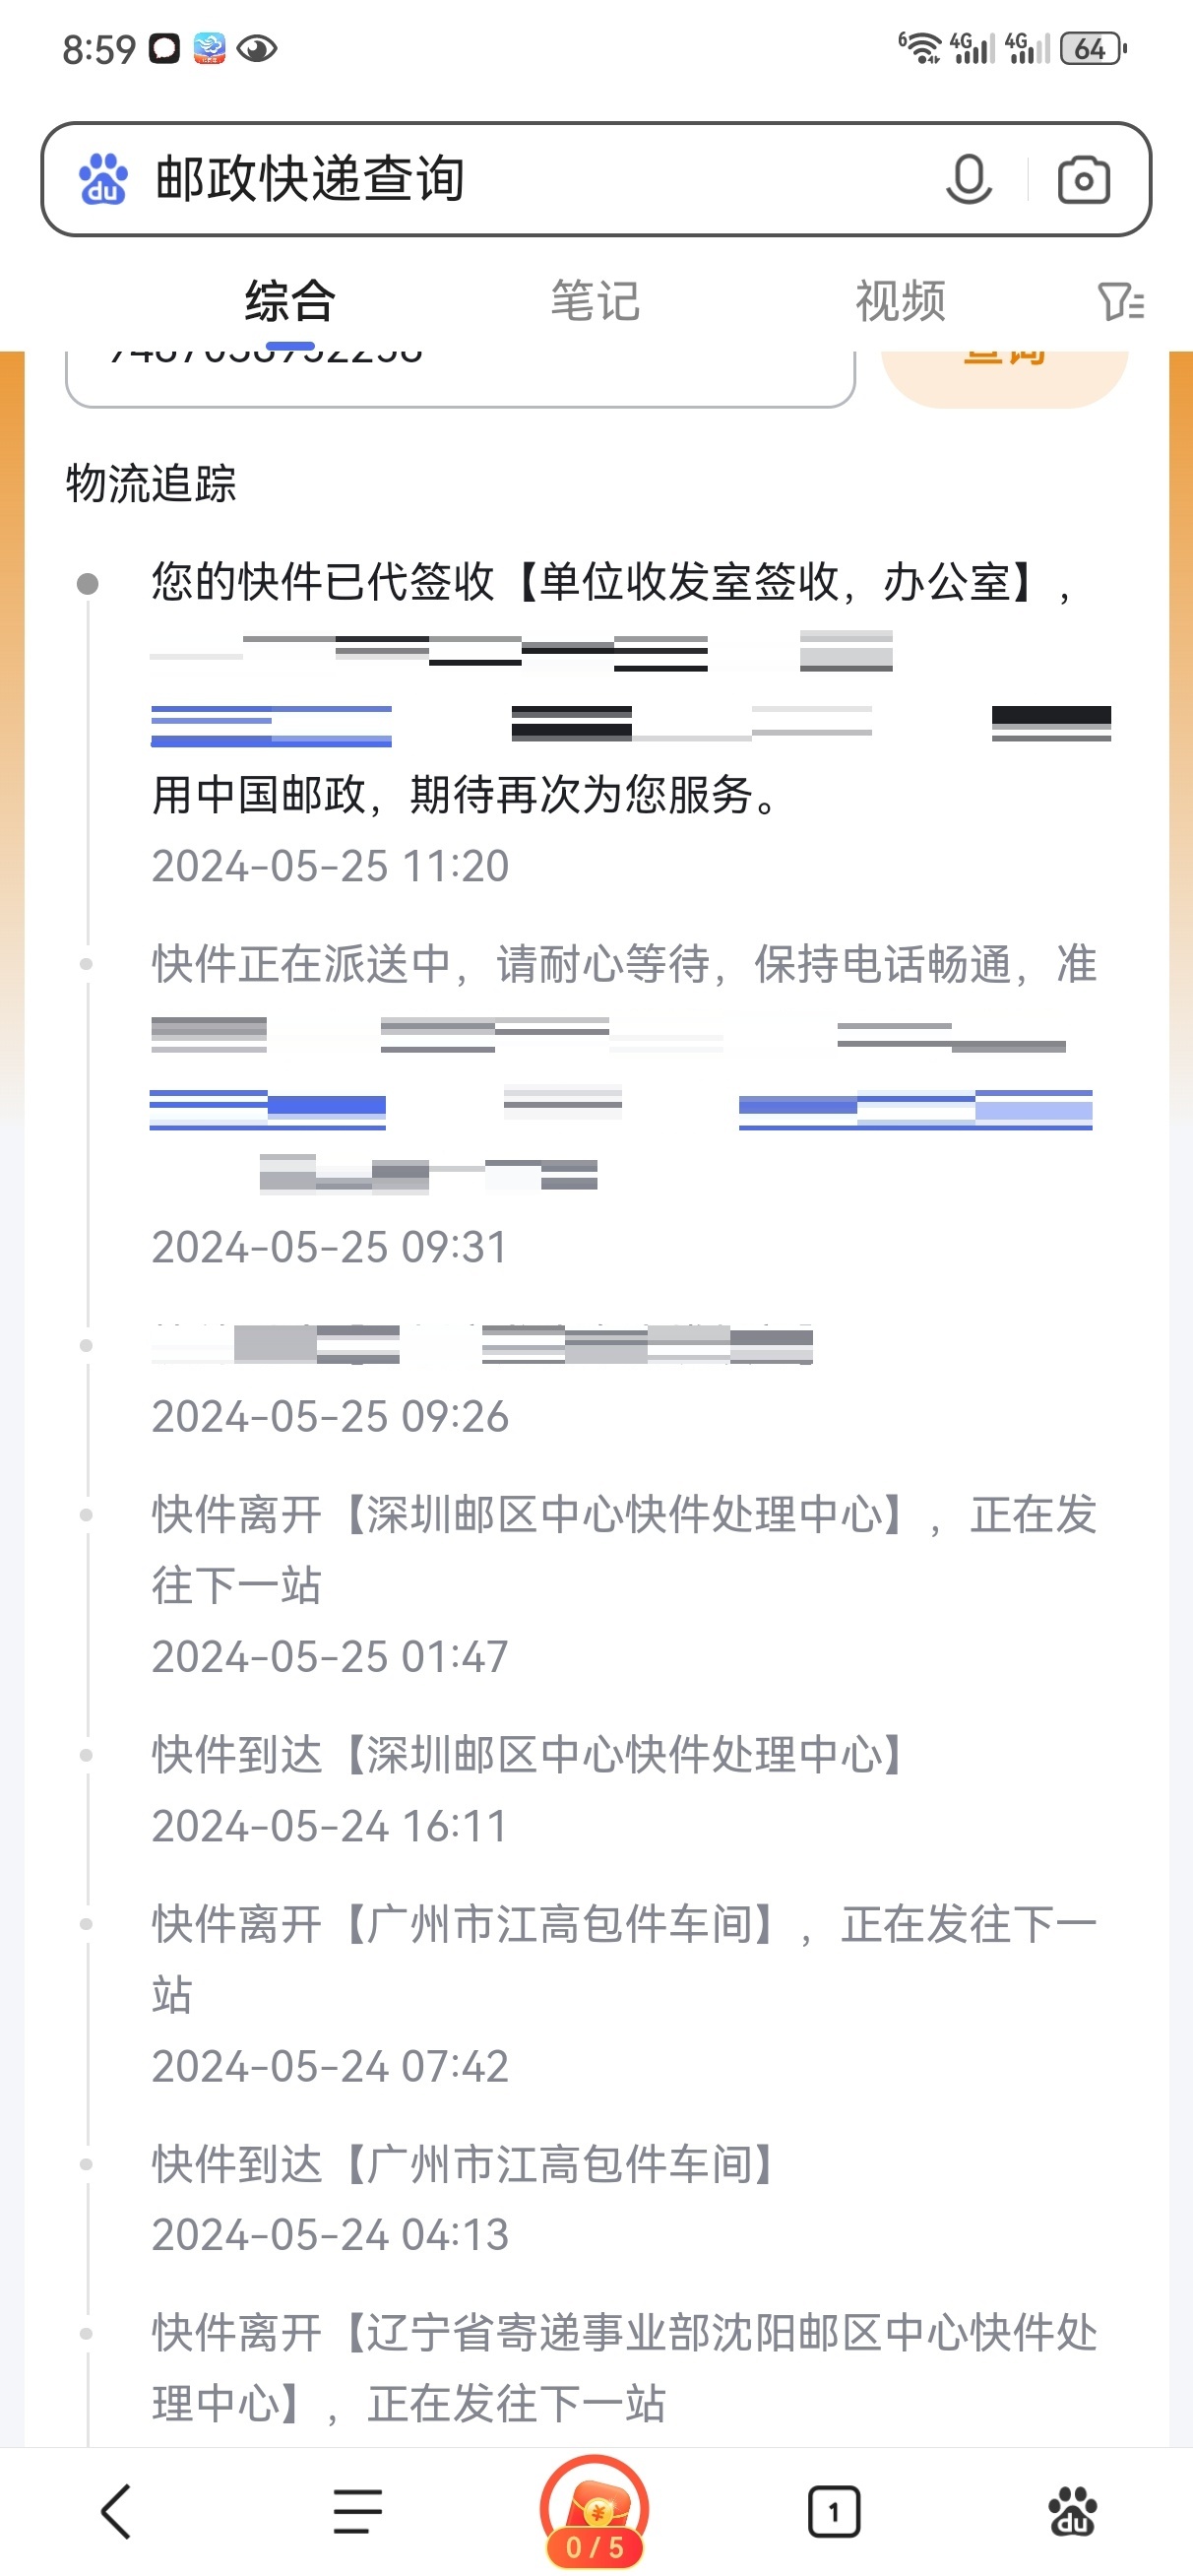 8:59
6 4G 4G 64
du 邮政快递查询
综合 笔记 视频
物流追踪
您的快件已代签收【单位收发室签收，办公室】，
用中国邮政，期待再次为您服务。
2024-05-25 11:20
快件正在派送中，请耐心等待，保持电话畅通，准
2024-05-25 09:31
2024-05-25 09:26
快件离开【深圳邮区中心快件处理中心】，正在发
往下一站
2024-05-25 01:47
快件到达【深圳邮区中心快件处理中心】
2024-05-24 16:11
快件离开【广州市江高包件车间】，正在发往下一
站
2024-05-24 07:42
快件到达【广州市江高包件车间】
2024-05-24 04:13
快件离开【辽宁省寄递事业部沈阳邮区中心快件处
理中心】，正在发往下一站
¥
0/5 1 du